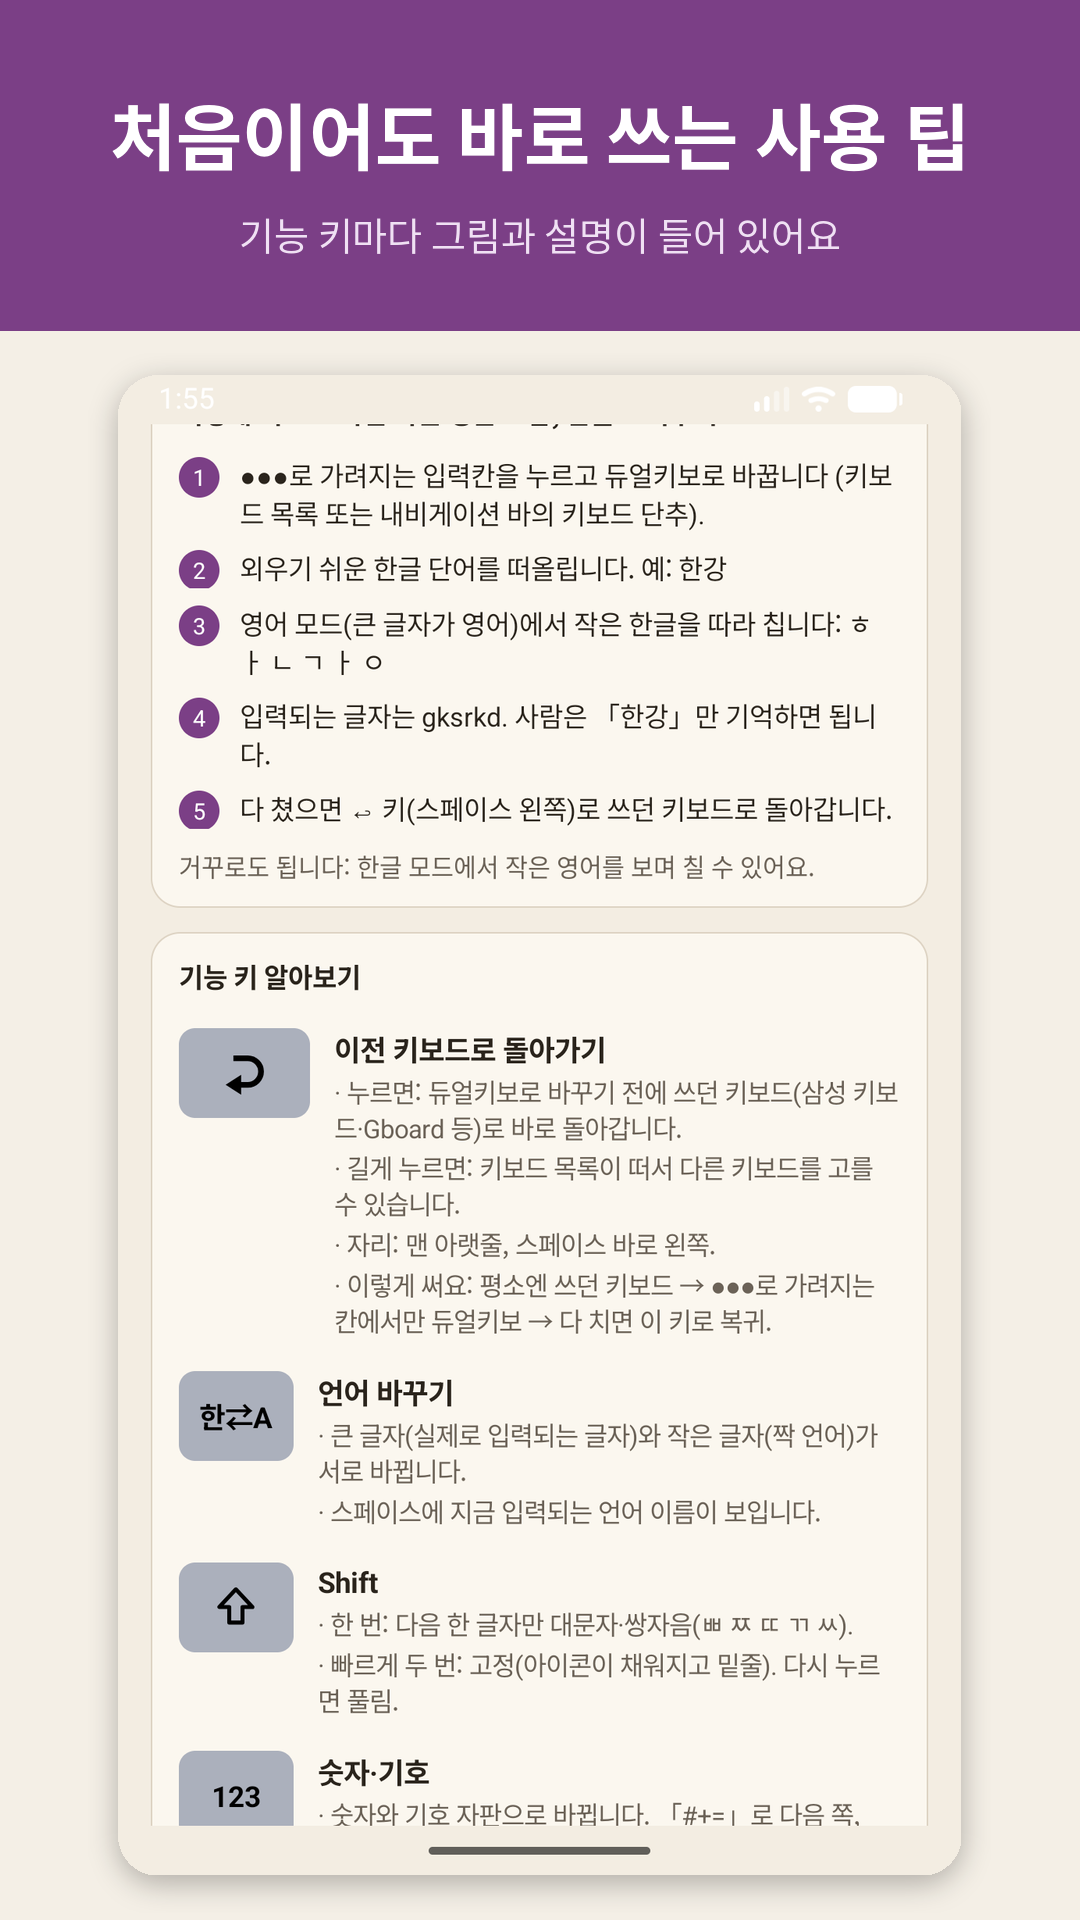 처음이어도 바로 쓰는 사용 팁
기능 키마다 그림과 설명이 들어 있어요
1:55
1 ●●●로 가려지는 입력칸을 누르고 듀얼키보로 바꿉니다 (키보
드 목록 또는 내비게이션 바의 키보드 단추).
2 외우기 쉬운 한글 단어를 떠올립니다. 예: 한강
3 영어 모드(큰 글자가 영어)에서 작은 한글을 따라 칩니다: ㅎ
ㅏ ㄴ ㄱ ㅏ ㅇ
4 입력되는 글자는 gksrkd. 사람은 「한강」만 기억하면 됩니
다.
5 다 쳤으면 ↩ 키(스페이스 왼쪽)로 쓰던 키보드로 돌아갑니다.
거꾸로도 됩니다: 한글 모드에서 작은 영어를 보며 칠 수 있어요.
기능 키 알아보기
이전 키보드로 돌아가기
· 누르면: 듀얼키보로 바꾸기 전에 쓰던 키보드(삼성 키보
드·Gboard 등)로 바로 돌아갑니다.
· 길게 누르면: 키보드 목록이 떠서 다른 키보드를 고를
수 있습니다.
· 자리: 맨 아랫줄, 스페이스 바로 왼쪽.
· 이렇게 써요: 평소엔 쓰던 키보드 → ●●●로 가려지는
칸에서만 듀얼키보 → 다 치면 이 키로 복귀.
한⇄A
언어 바꾸기
· 큰 글자(실제로 입력되는 글자)와 작은 글자(짝 언어)가
서로 바뀝니다.
· 스페이스에 지금 입력되는 언어 이름이 보입니다.
Shift
· 한 번: 다음 한 글자만 대문자·쌍자음(ㅃ ㅉ ㄸ ㄲ ㅆ).
· 빠르게 두 번: 고정(아이콘이 채워지고 밑줄). 다시 누르
면 풀림.
123
숫자·기호
· 숫자와 기호 자판으로 바뀝니다. 「#+=」로 다음 쪽,